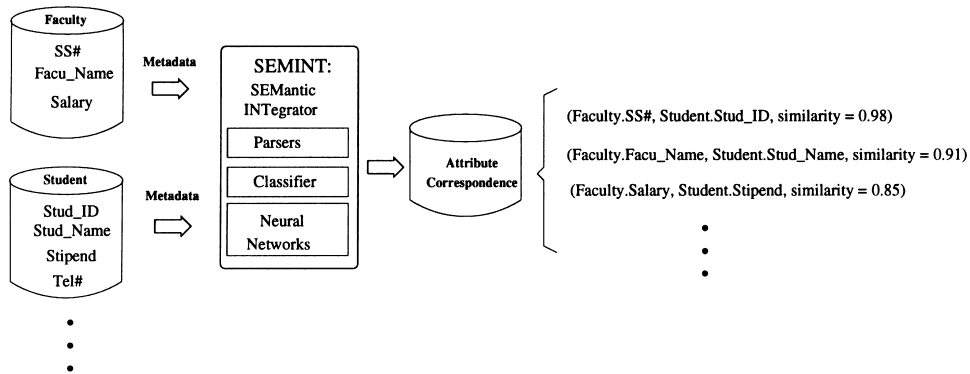 Faculty
SS#
Facu_Name
Salary
Metadata
Student
Stud_ID
Stud_Name
Stipend
Tel#
Metadata
SEMINT:
SEMantic
INTegrator
Parsers
Classifier
Neural
Networks
Attribute
Correspondence
(Faculty.SS#, Student.Stud_ID, similarity = 0.98)
(Faculty.Facu_Name, Student.Stud_Name, similarity = 0.91)
(Faculty.Salary, Student.Stipend, similarity = 0.85)